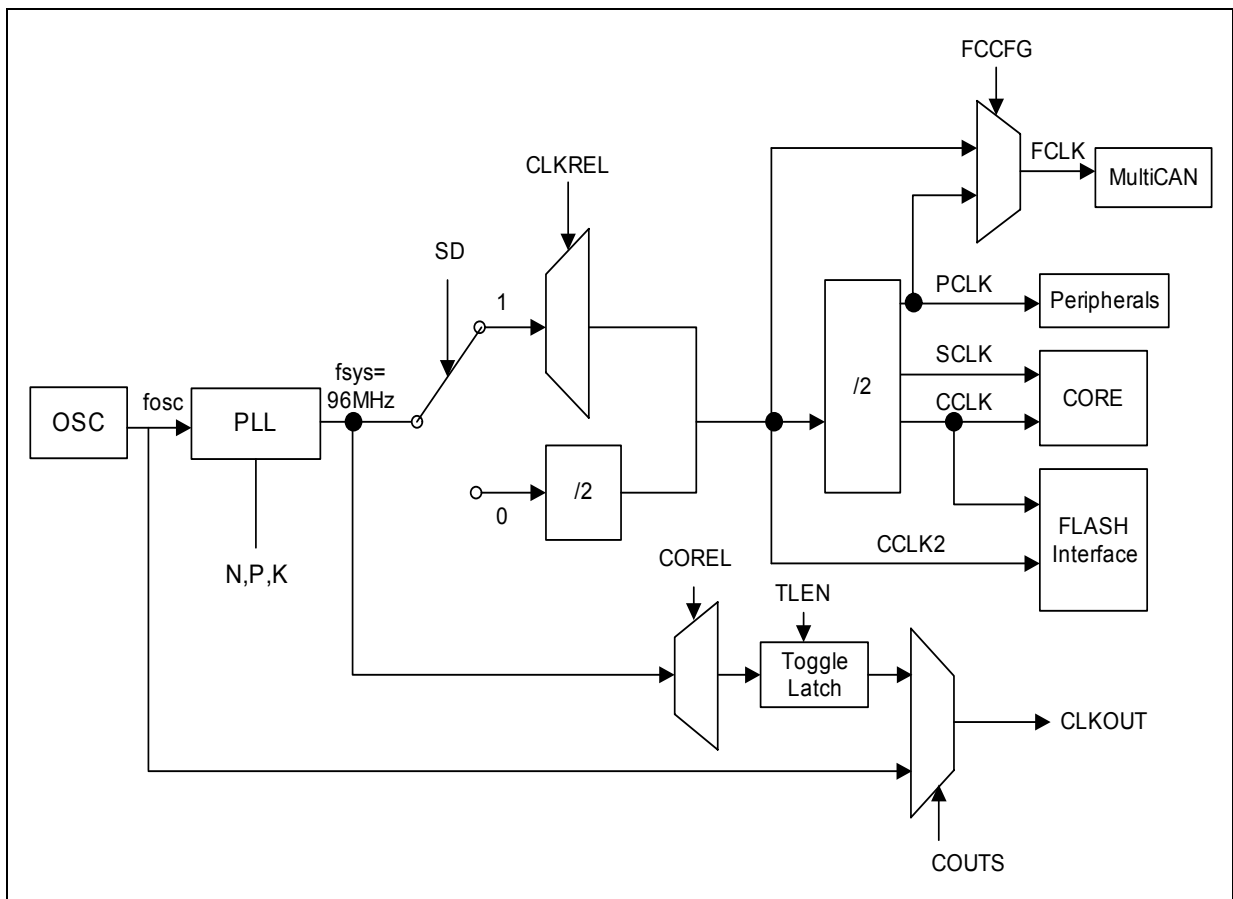 FCCFG
FCLK
MultiCAN
CLKREL
SD
1
PCLK
Peripherals
SCLK
/2
CCLK
CORE
fosc
fsys=
96MHz
OSC
PLL
/2
0
FLASH
Interface
CCLK2
N,P,K
COREL
TLEN
Toggle
Latch
CLKOUT
COUTS